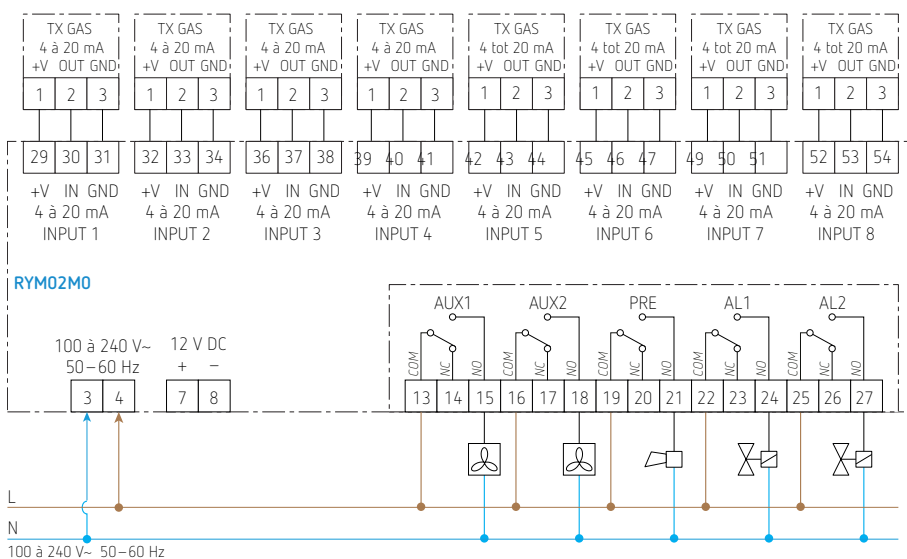 TX GAS TX GAS TX GAS TX GAS TX GAS TX GAS TX GAS TX GAS
4 à 20 mA 4 à 20 mA 4 à 20 mA 4 à 20 mA 4 tot 20 mA 4 tot 20 mA 4 tot 20 mA 4 tot 20 mA
+V OUT GND +V OUT GND +V OUT GND +V OUT GND +V OUT GND +V OUT GND +V OUT GND +V OUT GND
1 2 3 1 2 3 1 2 3 1 2 3 1 2 3 1 2 3 1 2 3 1 2 3
29 30 31 32 33 34 36 37 38 39 40 41 42 43 44 45 46 47 49 50 51 52 53 54
+V IN GND +V IN GND +V IN GND +V IN GND +V IN GND +V IN GND +V IN GND +V IN GND
4 à 20 mA 4 à 20 mA 4 à 20 mA 4 à 20 mA 4 à 20 mA 4 à 20 mA 4 à 20 mA 4 à 20 mA
INPUT 1 INPUT 2 INPUT 3 INPUT 4 INPUT 5 INPUT 6 INPUT 7 INPUT 8
RYM02M0
AUX1 AUX2 PRE AL1 AL2
100 à 240 V~ 12 V DC
50–60 Hz + –
COM NC NO COM NC NO COM NC NO COM NC NO COM NC NO
3 4 7 8 13 14 15 16 17 18 19 20 21 22 23 24 25 26 27
L
N
100 à 240 V~ 50–60 Hz